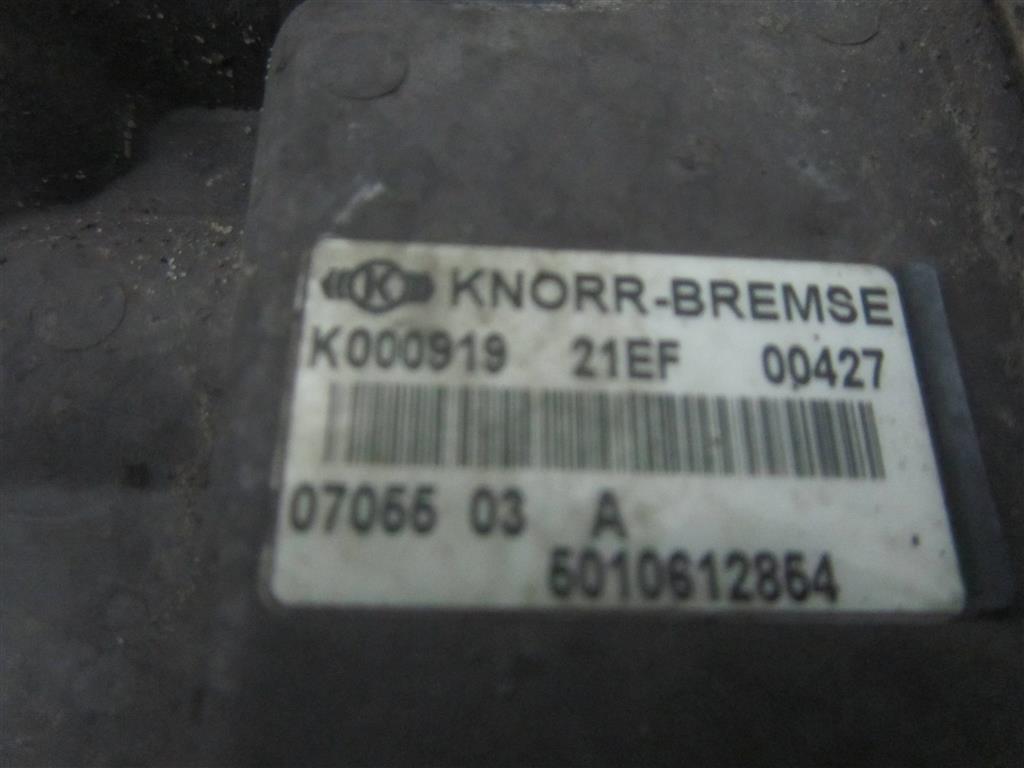 K KNORR-BREMSE
K000919 21EF 00427
07055 03 A
5010612854